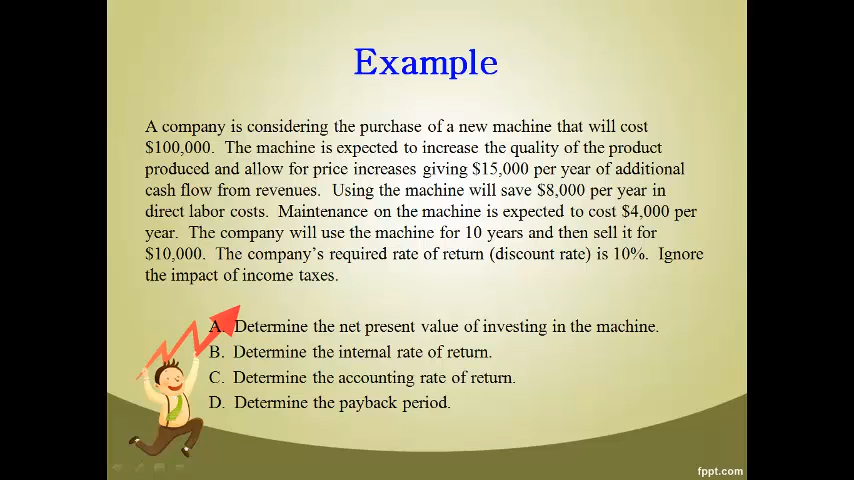 Example
A company is considering the purchase of a new machine that will cost
$100,000.  The machine is expected to increase the quality of the product
produced and allow for price increases giving $15,000 per year of additional
cash flow from revenues.  Using the machine will save $8,000 per year in
direct labor costs.  Maintenance on the machine is expected to cost $4,000 per
year.  The company will use the machine for 10 years and then sell it for
$10,000.  The company's required rate of return (discount rate) is 10%.  Ignore
the impact of income taxes.
A.  Determine the net present value of investing in the machine.
B.  Determine the internal rate of return.
C.  Determine the accounting rate of return.
D.  Determine the payback period.
fppt.com